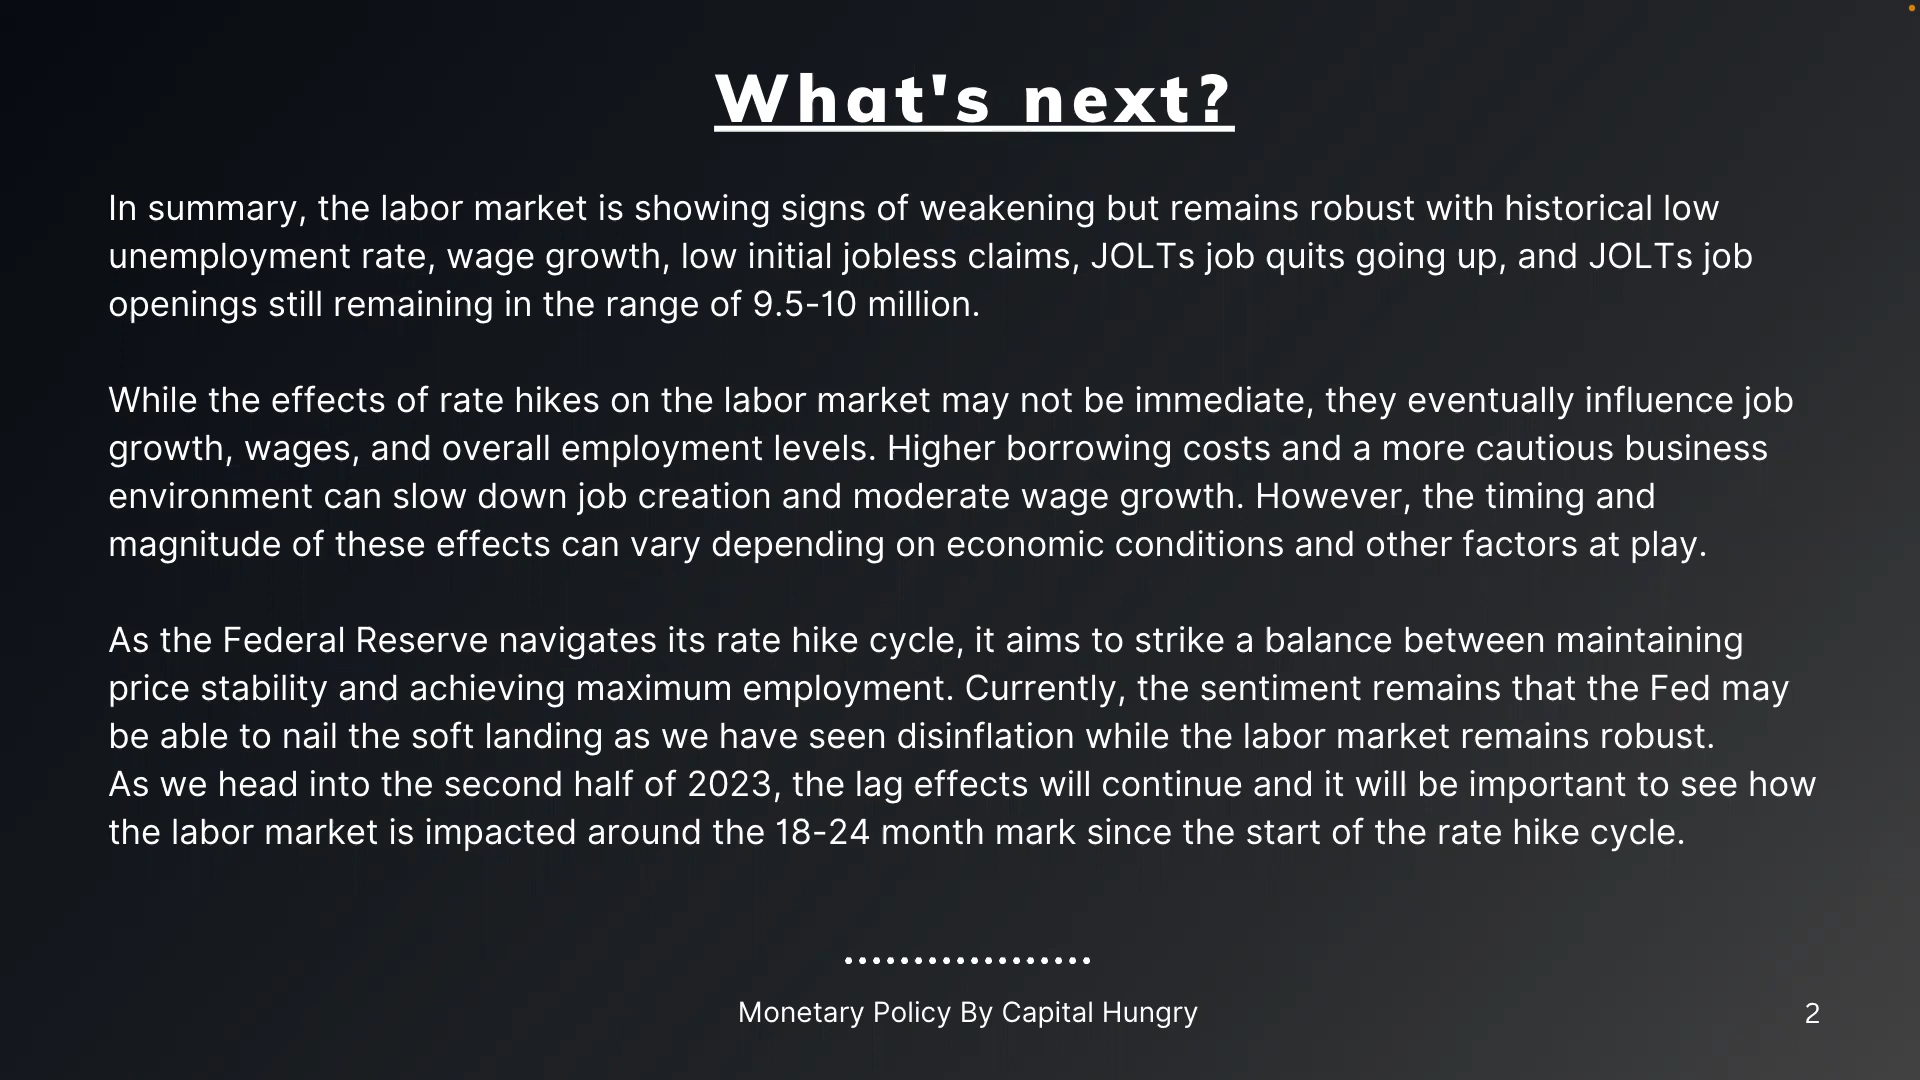 What's next?
In summary, the labor market is showing signs of weakening but remains robust with historical low
unemployment rate, wage growth, low initial jobless claims, JOLTs job quits going up, and JOLTs job
openings still remaining in the range of 9.5-10 million.
While the effects of rate hikes on the labor market may not be immediate, they eventually influence job
growth, wages, and overall employment levels. Higher borrowing costs and a more cautious business
environment can slow down job creation and moderate wage growth. However, the timing and
magnitude of these effects can vary depending on economic conditions and other factors at play.
As the Federal Reserve navigates its rate hike cycle, it aims to strike a balance between maintaining
price stability and achieving maximum employment. Currently, the sentiment remains that the Fed may
be able to nail the soft landing as we have seen disinflation while the labor market remains robust.
As we head into the second half of 2023, the lag effects will continue and it will be important to see how
the labor market is impacted around the 18-24 month mark since the start of the rate hike cycle.
Monetary Policy By Capital Hungry
2